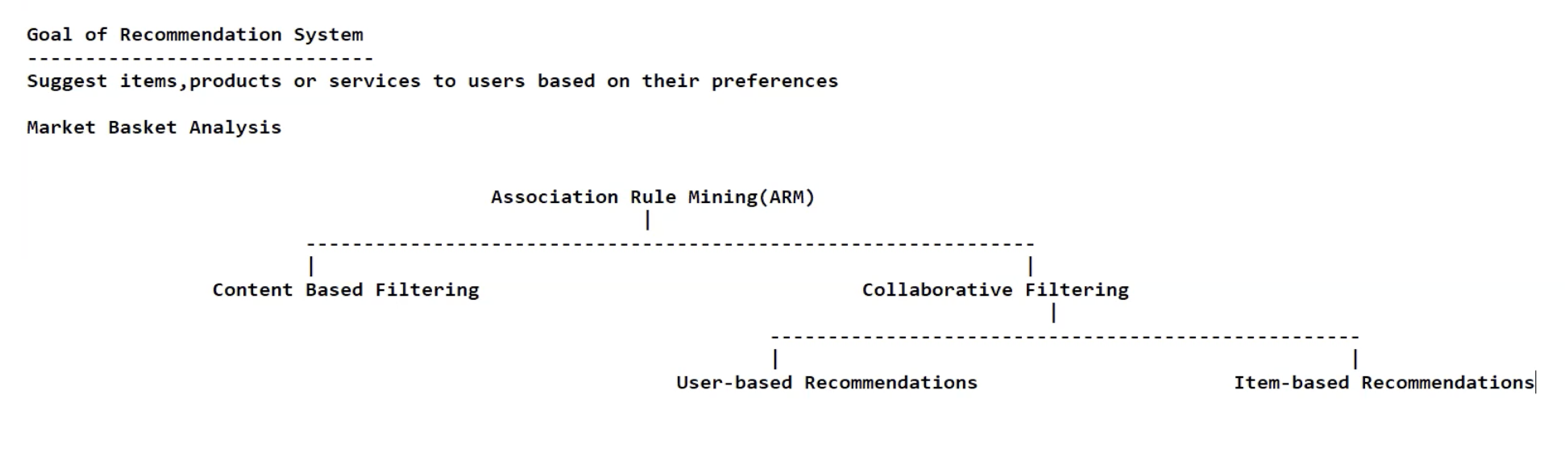 Goal of Recommendation System
------------------------------
Suggest items,products or services to users based on their preferences
Market Basket Analysis
Association Rule Mining(ARM)
|
---------------------------------------------------------------
| |
Content Based Filtering Collaborative Filtering
|
---------------------------------------------------
| |
User-based Recommendations Item-based Recommendations